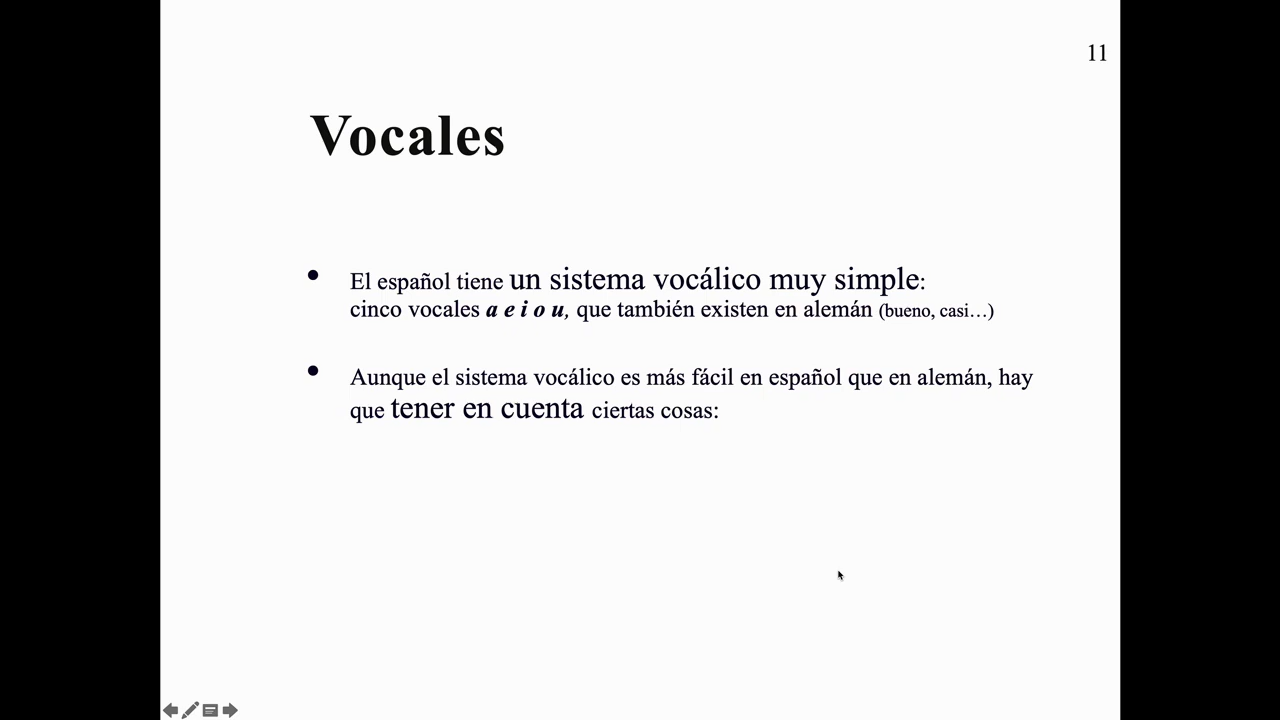 11
Vocales
• El español tiene un sistema vocálico muy simple:
cinco vocales a e i o u, que también existen en alemán (bueno, casi…)
• Aunque el sistema vocálico es más fácil en español que en alemán, hay
que tener en cuenta ciertas cosas: